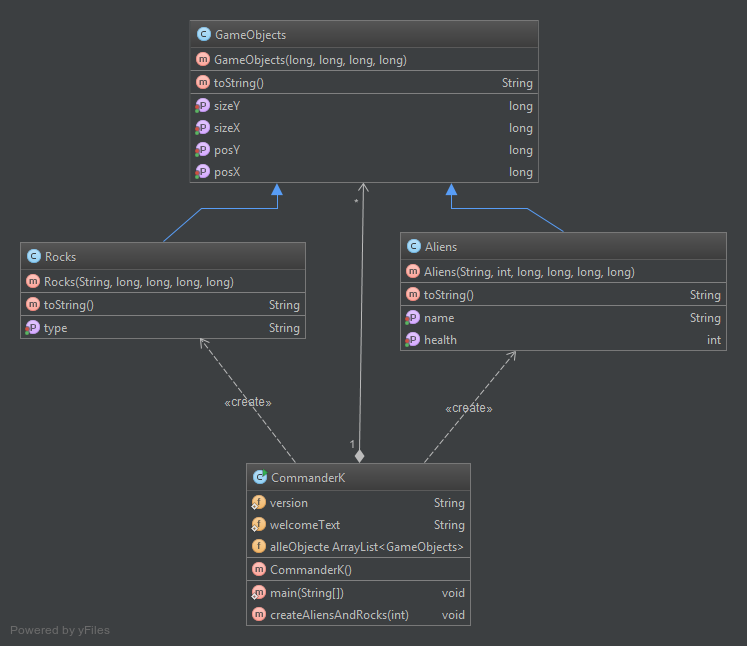 GameObjects
GameObjects(long, long, long, long)
toString() String
sizeY long
sizeX long
posY long
posX long
*
Rocks
Rocks(String, long, long, long, long)
toString() String
type String
Aliens
Aliens(String, int, long, long, long, long)
toString() String
name String
health int
«create»
«create»
1
CommanderK
version String
welcomeText String
alleObjecte ArrayList<GameObjects>
CommanderK()
main(String[]) void
createAliensAndRocks(int) void
Powered by yFiles